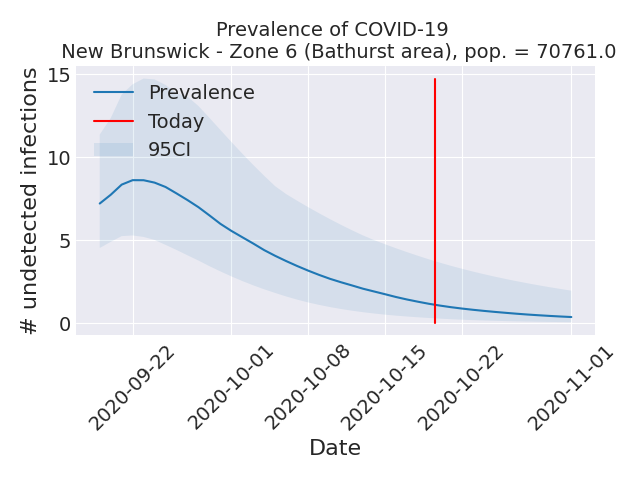 Prevalence of COVID-19
New Brunswick - Zone 6 (Bathurst area), pop. = 70761.0
15
10
5
0
# undetected infections
Prevalence
Today
95CI
2020-09-22
2020-10-01
2020-10-08
2020-10-15
2020-10-22
2020-11-01
Date